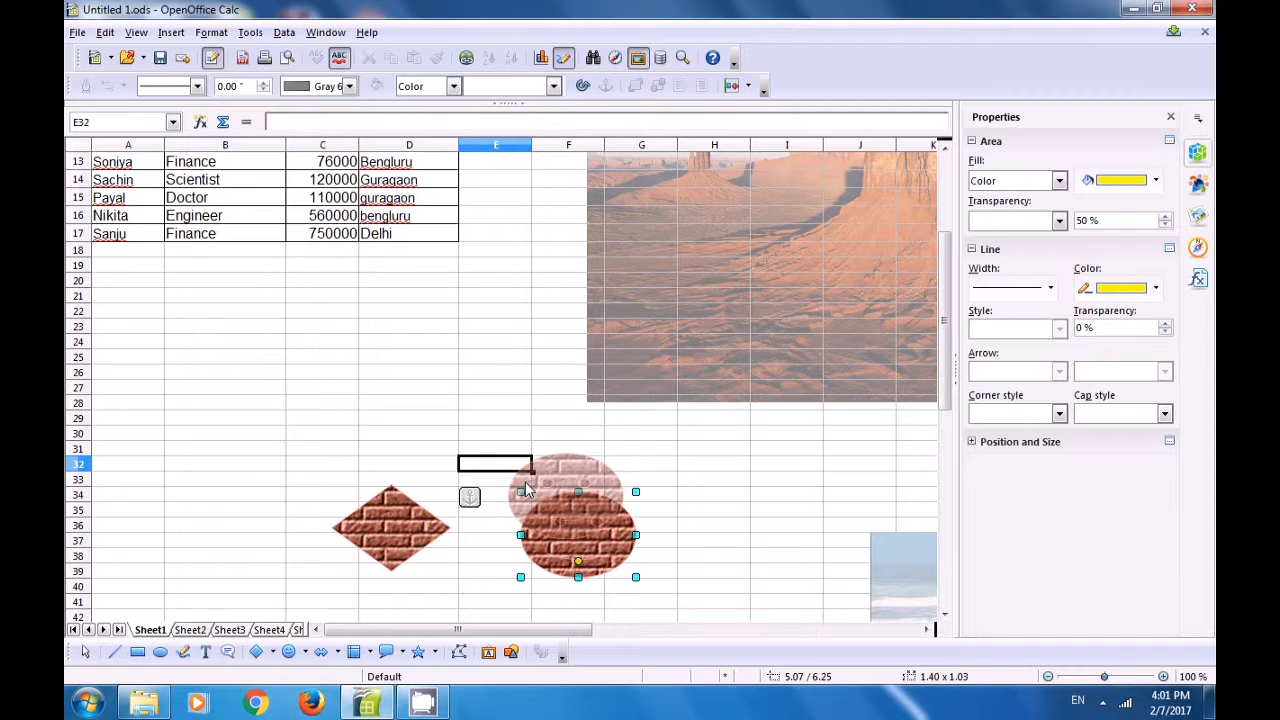 Untitled 1.ods - OpenOffice Calc
File Edit View Insert Format Tools Data Window Help
ABC
0.00 " Gray 6 Color
E32
Properties
A B C D E F G H I J K
Area
13 Soniya Finance 76000 Bengluru
Fill:
14 Sachin Scientist 120000 Guragaon
Color
15 Payal Doctor 110000 guragaon
Transparency:
16 Nikita Engineer 560000 bengluru
50 %
17 Sanju Finance 750000 Delhi
18
Line
19
Width: Color:
20
21
22
Style: Transparency:
23
0 %
24
Arrow:
25
26
27
Corner style Cap style
28
29
30
Position and Size
31
32
33
34
35
36
37
38
39
40
41
42
Sheet1 Sheet2 Sheet3 Sheet4 Sh
Default * 5.07 / 6.25 1.40 x 1.03 100 %
EN 4:01 PM
2/7/2017